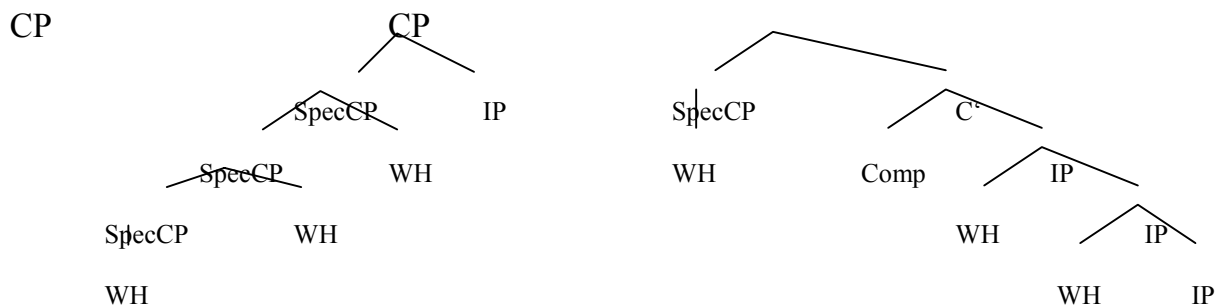 CP CP
SpecCP IP SpecCP C‘
SpecCP WH WH Comp IP
SpecCP WH WH IP
WH WH IP